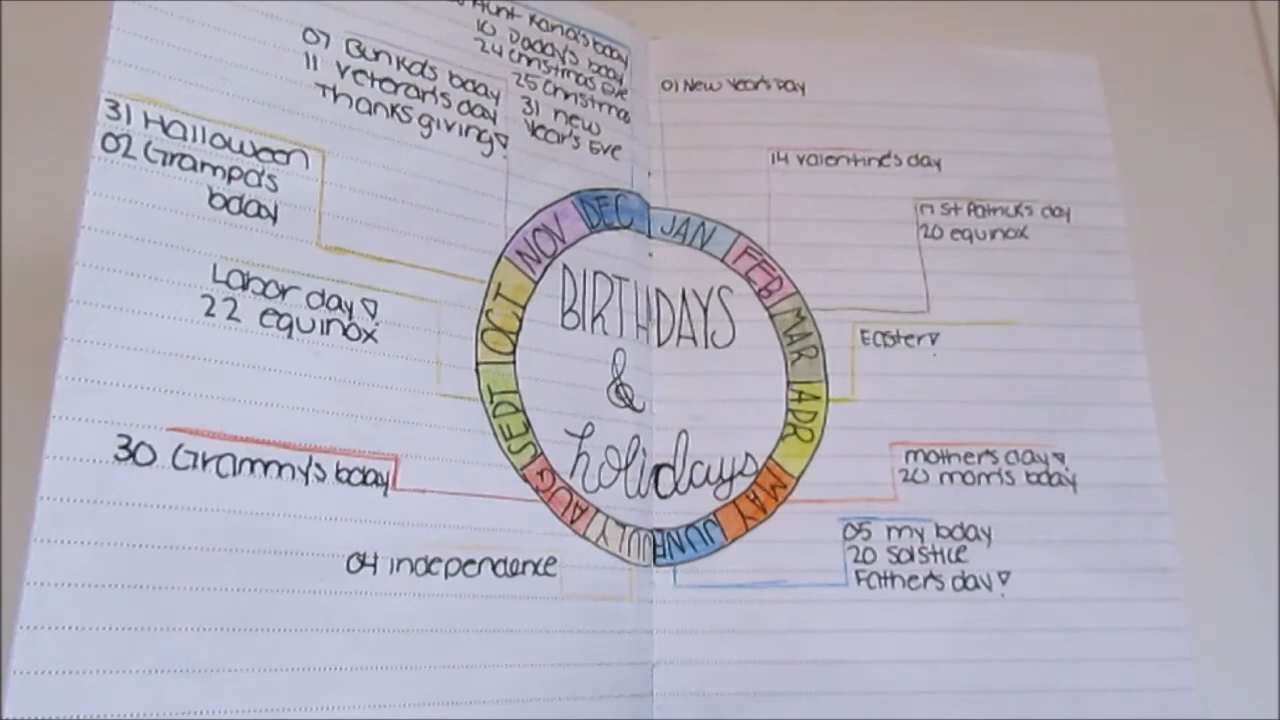 BIRTHDAYS
&
holidays
JAN
FEB
MAR
APR
MAY
JUNE
JULY
AUG
SEPT
OCT
NOV
DEC
01 New Year's Day
14 valentine's day
17 St Patrick's day
20 equinox
Easter
mother's day
20 mom's bday
05 my bday
20 solstice
Father's day
04 independence
30 Grammy's bday
Labor day
22 equinox
31 Halloween
02 Grampa's
bday
07 bday
11 veteran's day
Thanksgiving
Aunt bday
10 Daddy's bday
24 christmas Eve
25 christmas
31 new
Year's Eve